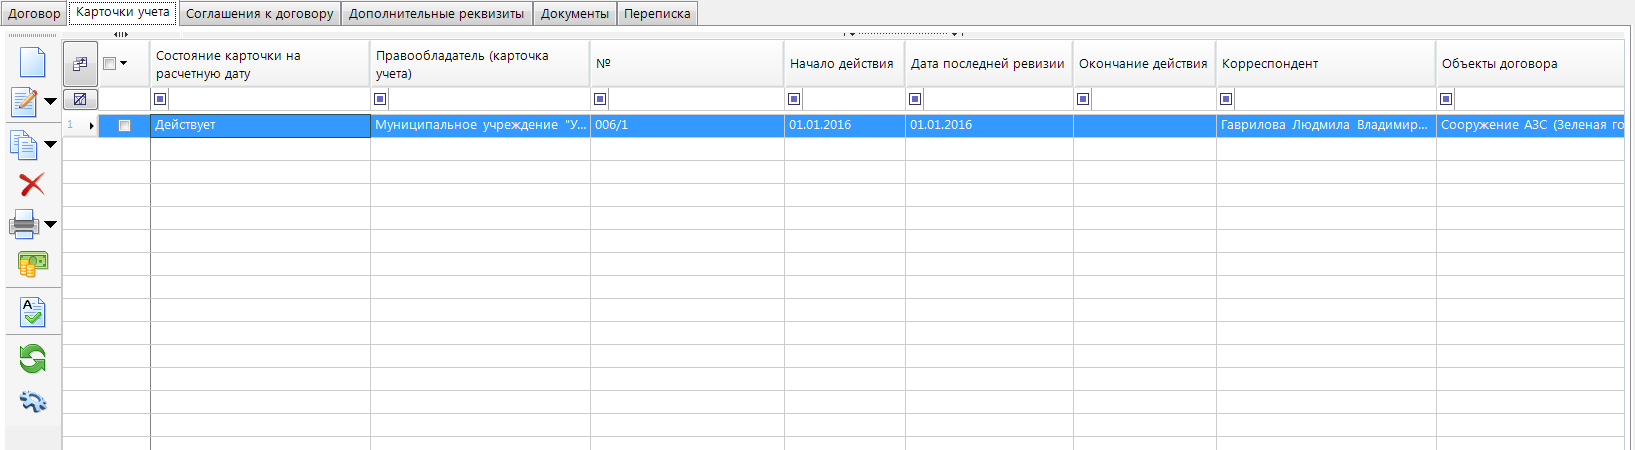 Договор Карточки учета Соглашения к договору Дополнительные реквизиты Документы Переписка
Состояние карточки на расчетную дату Правообладатель (карточка учета) № Начало действия Дата последней ревизии Окончание действия Корреспондент Объекты договора
1 Действует Муниципальное учреждение "У... 006/1 01.01.2016 01.01.2016 Гаврилова Людмила Владимир... Сооружение АЗС (Зеленая го